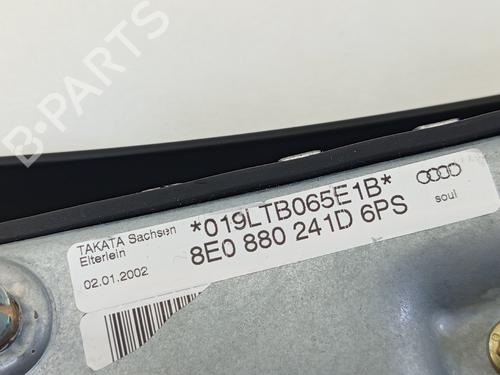 B-PARTS
*019LTB065E1B*
TAKATA Sachsen
Elterlein
8E0 880 241D 6PS
soul
02.01.2002